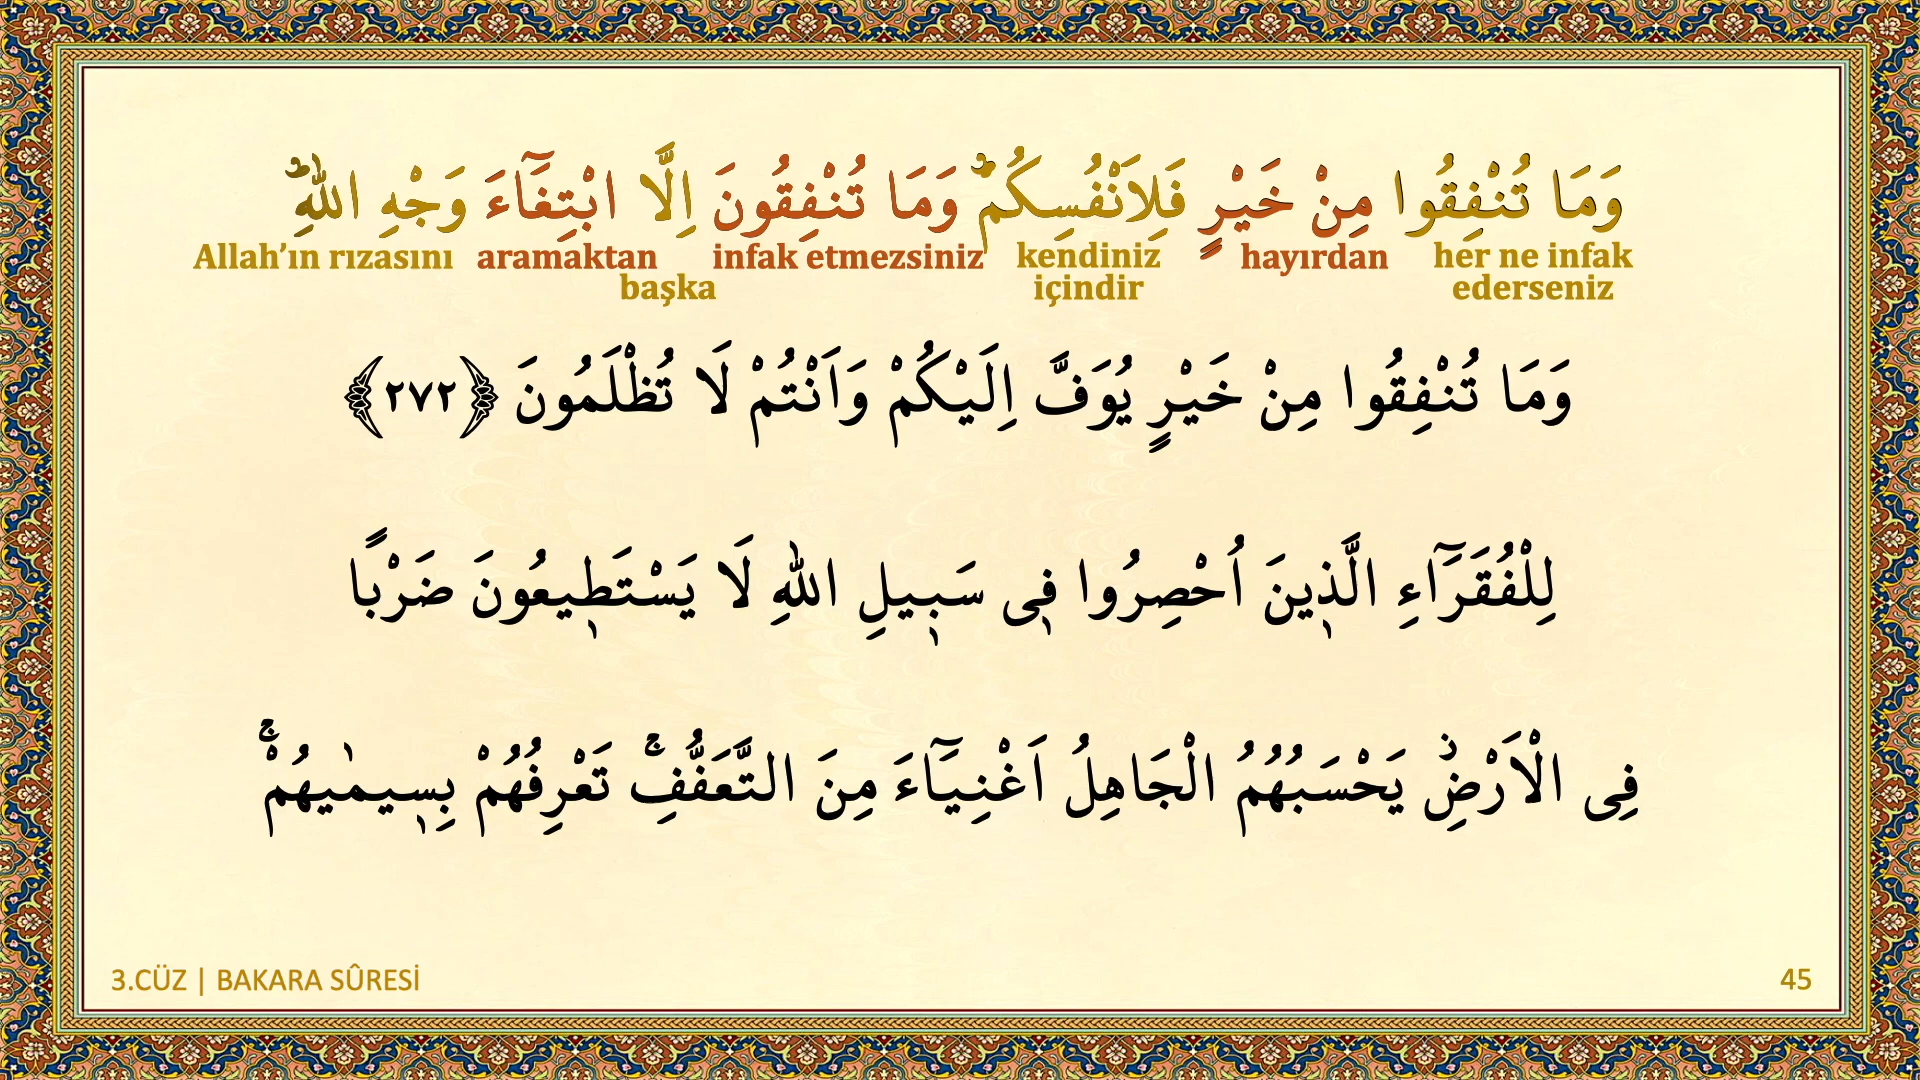 وَمَا تُنْفِقُوا مِنْ خَيْرٍ فَلِاَنْفُسِكُمْۜ وَمَا تُنْفِقُونَ اِلَّا ابْتِغَٓاءَ وَجْهِ اللّٰهِۜ
Allah’ın rızasını aramaktan başka infak etmezsiniz kendiniz içindir hayırdan her ne infak ederseniz
وَمَا تُنْفِقُوا مِنْ خَيْرٍ يُوَفَّ اِلَيْكُمْ وَاَنْتُمْ لَا تُظْلَمُونَ ﴿٢٧٢﴾
لِلْفُقَرَٓاءِ الَّذ۪ينَ اُحْصِرُوا ف۪ى سَب۪يلِ اللّٰهِ لَا يَسْتَط۪يعُونَ ضَرْبًا
فِى الْاَرْضِۘ يَحْسَبُهُمُ الْجَاهِلُ اَغْنِيَٓاءَ مِنَ التَّعَفُّفِۚ تَعْرِفُهُمْ بِس۪يمٰيهُمْۚ
3.CÜZ | BAKARA SÛRESİ
45